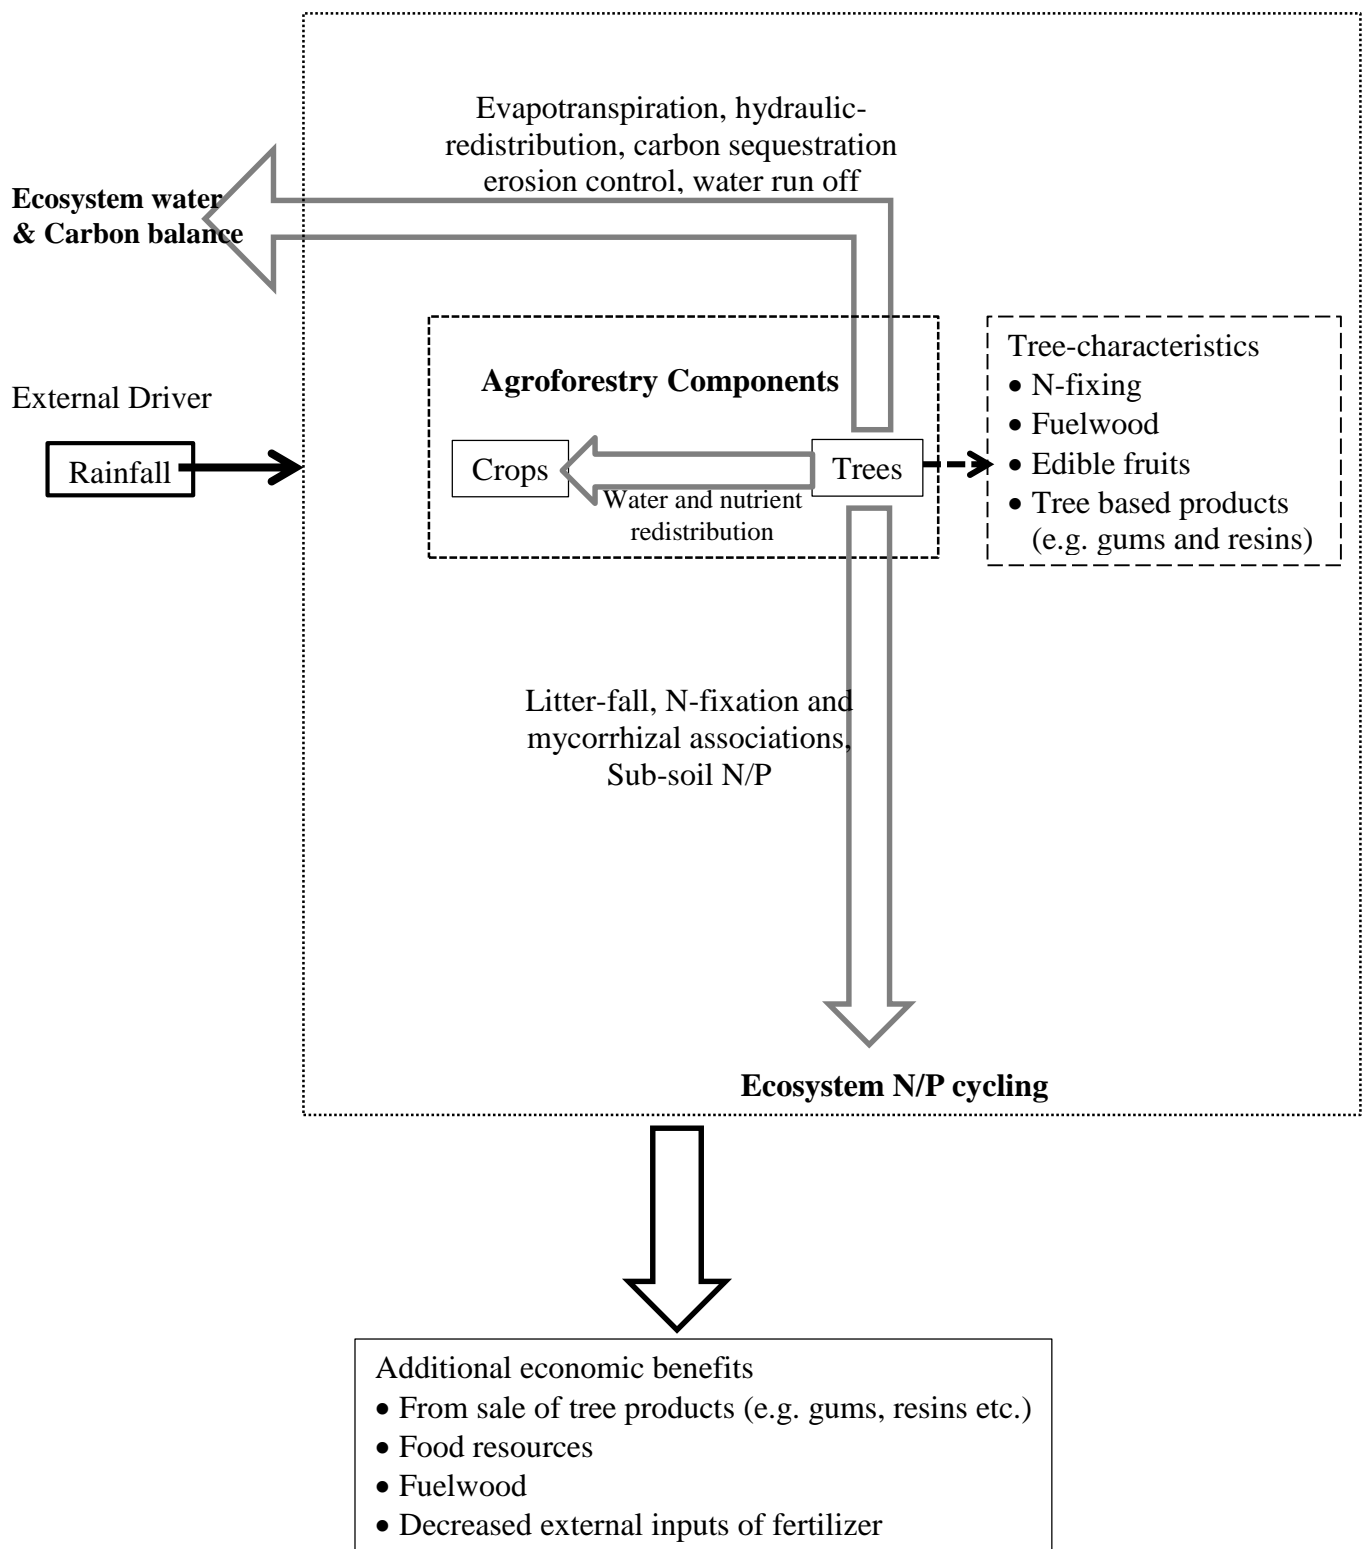 Evapotranspiration, hydraulic-
redistribution, carbon sequestration
erosion control, water run off
Ecosystem water
& Carbon balance
External Driver
Rainfall
Agroforestry Components
Crops
Trees
Water and nutrient
redistribution
Tree-characteristics
• N-fixing
• Fuelwood
• Edible fruits
• Tree based products
(e.g. gums and resins)
Litter-fall, N-fixation and
mycorrhizal associations,
Sub-soil N/P
Ecosystem N/P cycling
Additional economic benefits
• From sale of tree products (e.g. gums, resins etc.)
• Food resources
• Fuelwood
• Decreased external inputs of fertilizer